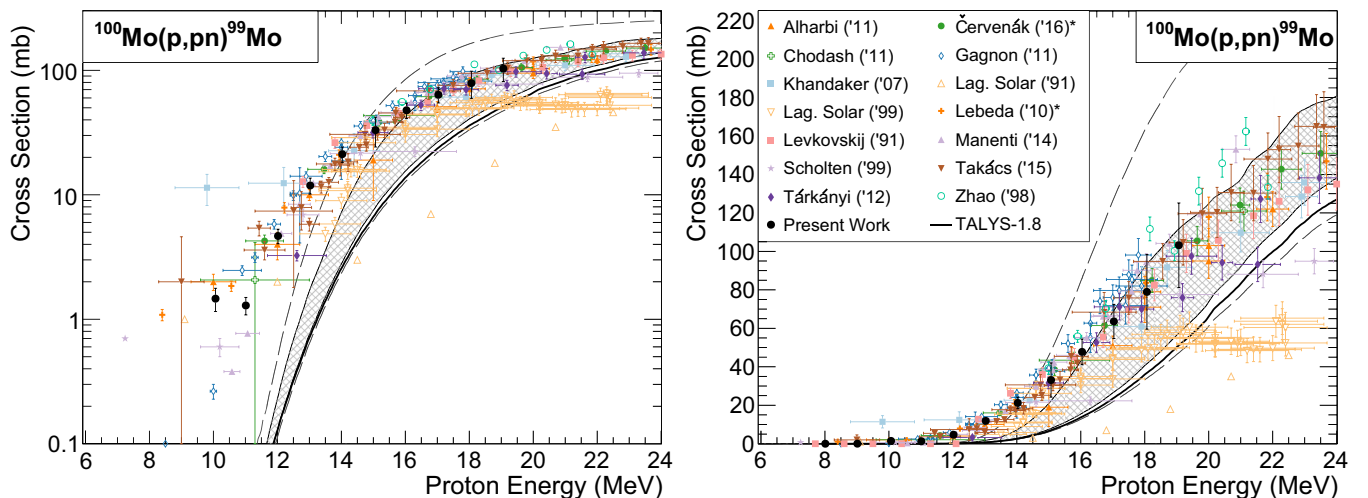 ¹⁰⁰Mo(p,pn)⁹⁹Mo
Cross Section (mb)
100
10
1
0.1
6 8 10 12 14 16 18 20 22 24
Proton Energy (MeV)
¹⁰⁰Mo(p,pn)⁹⁹Mo
Cross Section (mb)
220
200
180
160
140
120
100
80
60
40
20
0
6 8 10 12 14 16 18 20 22 24
Proton Energy (MeV)
Alharbi ('11)
Chodash ('11)
Khandaker ('07)
Lag. Solar ('99)
Levkovskij ('91)
Scholten ('99)
Tárkányi ('12)
Present Work
Červenák ('16)*
Gagnon ('11)
Lag. Solar ('91)
Lebeda ('10)*
Manenti ('14)
Takács ('15)
Zhao ('98)
TALYS-1.8